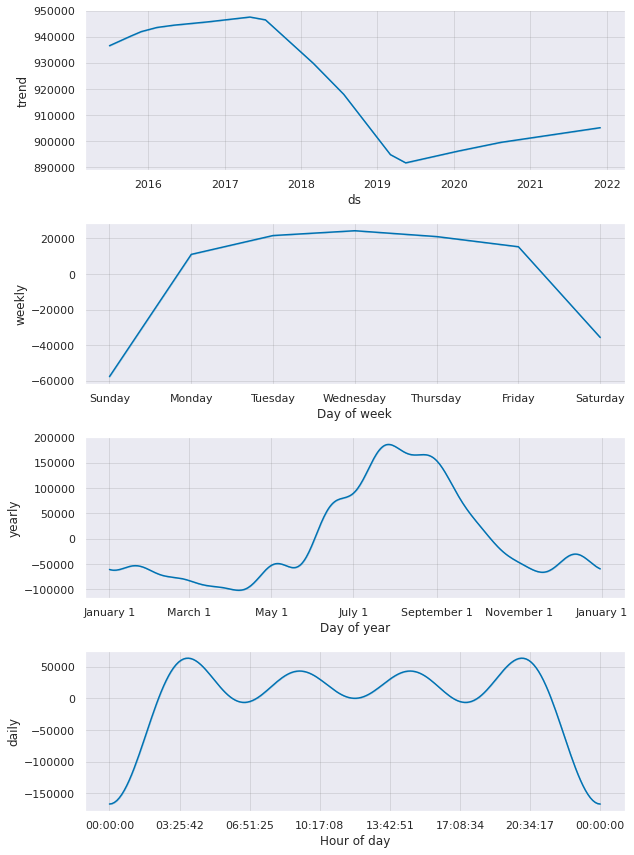 950000
940000
930000
920000
910000
900000
890000
trend
2016 2017 2018 2019 2020 2021 2022
ds
20000
0
−20000
−40000
−60000
weekly
Sunday Monday Tuesday Wednesday Thursday Friday Saturday
Day of week
200000
150000
100000
50000
0
−50000
−100000
yearly
January 1 March 1 May 1 July 1 September 1 November 1 January 1
Day of year
50000
0
−50000
−100000
−150000
daily
00:00:00 03:25:42 06:51:25 10:17:08 13:42:51 17:08:34 20:34:17 00:00:00
Hour of day